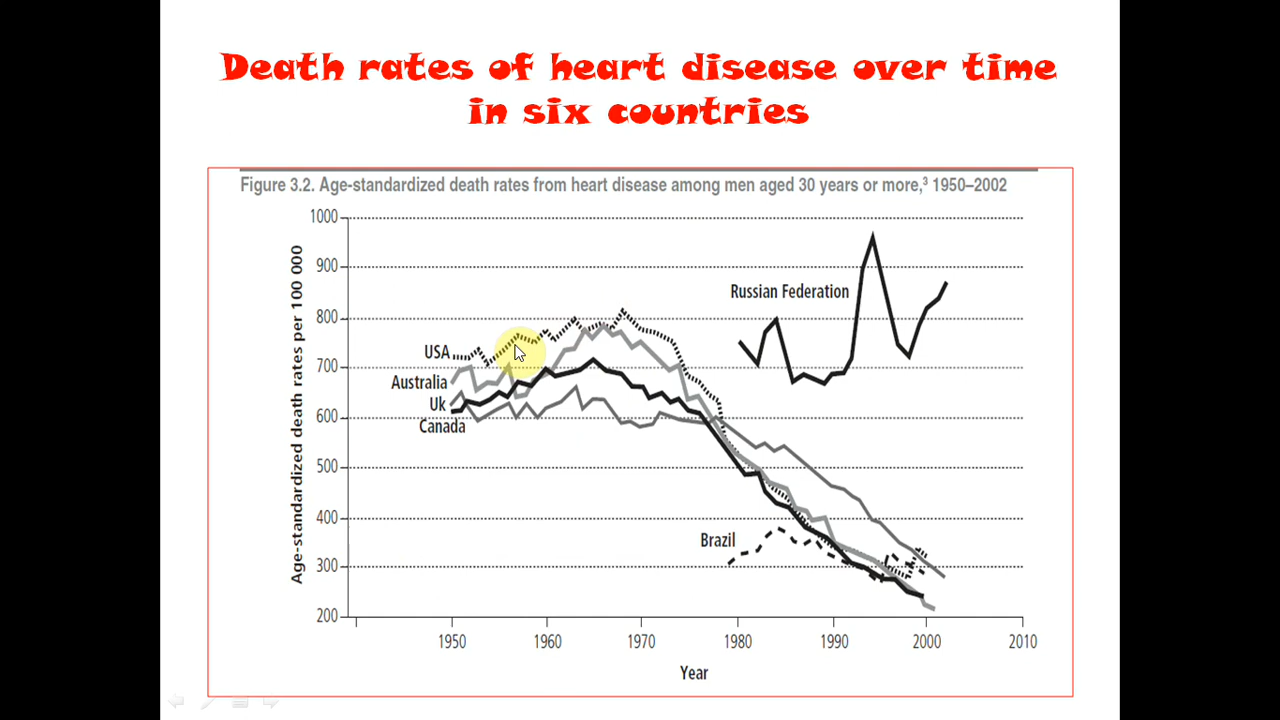 Death rates of heart disease over time
in six countries
Figure 3.2. Age-standardized death rates from heart disease among men aged 30 years or more,³ 1950–2002
Age-standardized death rates per 100 000
1000
900
800
700
600
500
400
300
200
Russian Federation
USA
Australia
Uk
Canada
Brazil
1950
1960
1970
1980
1990
2000
2010
Year